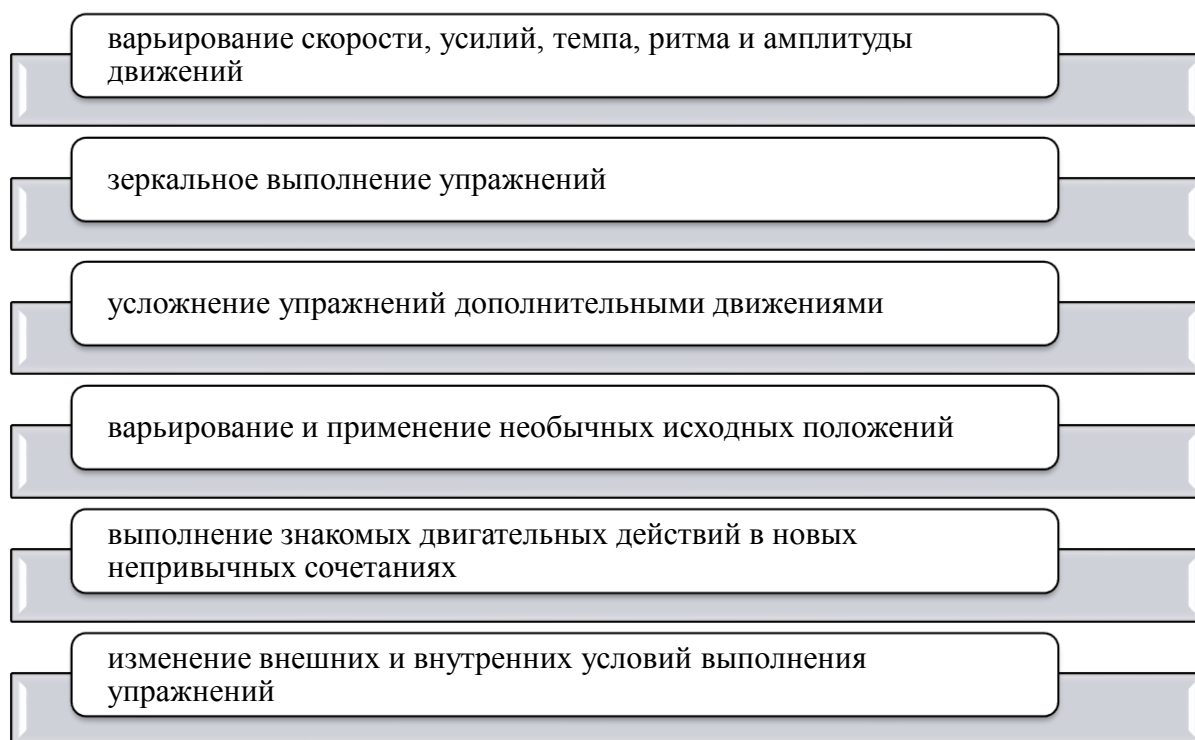 варьирование скорости, усилий, темпа, ритма и амплитуды
движений
зеркальное выполнение упражнений
усложнение упражнений дополнительными движениями
варьирование и применение необычных исходных положений
выполнение знакомых двигательных действий в новых
непривычных сочетаниях
изменение внешних и внутренних условий выполнения
упражнений